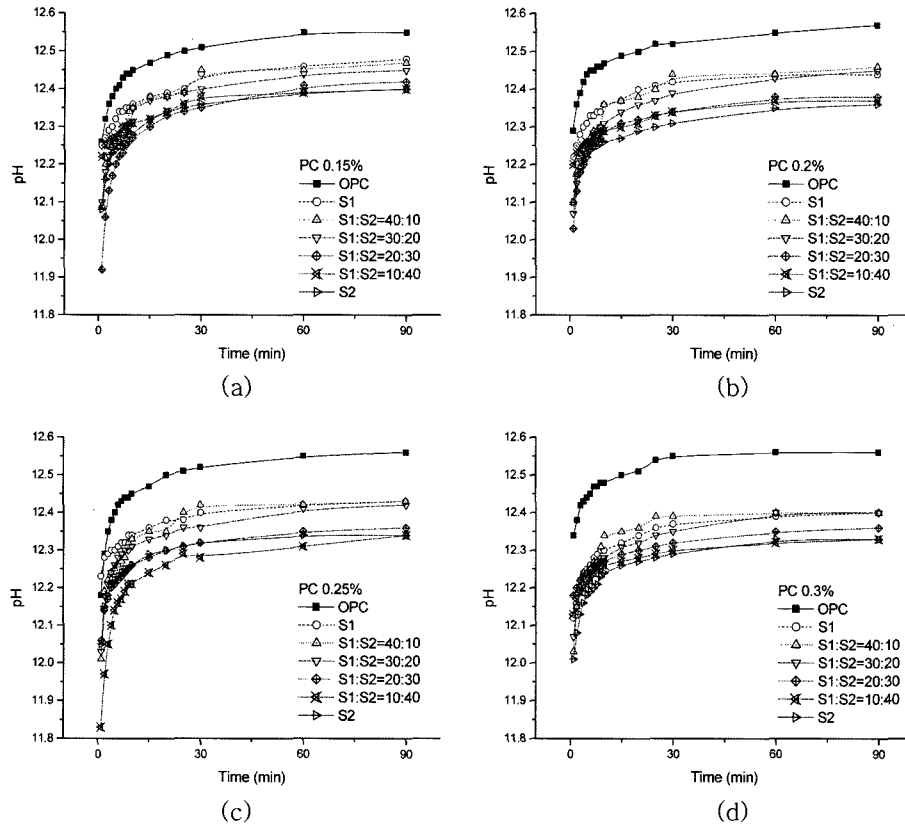 12.6
12.5
12.4
12.3
12.2
12.1
12.0
11.9
11.8
pH
PC 0.15%
OPC
S1
S1:S2=40:10
S1:S2=30:20
S1:S2=20:30
S1:S2=10:40
S2
0
30
60
90
Time (min)
(a)
12.6
12.5
12.4
12.3
12.2
12.1
12.0
11.9
11.8
pH
PC 0.2%
OPC
S1
S1:S2=40:10
S1:S2=30:20
S1:S2=20:30
S1:S2=10:40
S2
0
30
60
90
Time (min)
(b)
12.6
12.5
12.4
12.3
12.2
12.1
12.0
11.9
11.8
pH
PC 0.25%
OPC
S1
S1:S2=40:10
S1:S2=30:20
S1:S2=20:30
S1:S2=10:40
S2
0
30
60
90
Time (min)
(c)
12.6
12.5
12.4
12.3
12.2
12.1
12.0
11.9
11.8
pH
PC 0.3%
OPC
S1
S1:S2=40:10
S1:S2=30:20
S1:S2=20:30
S1:S2=10:40
S2
0
30
60
90
Time (min)
(d)